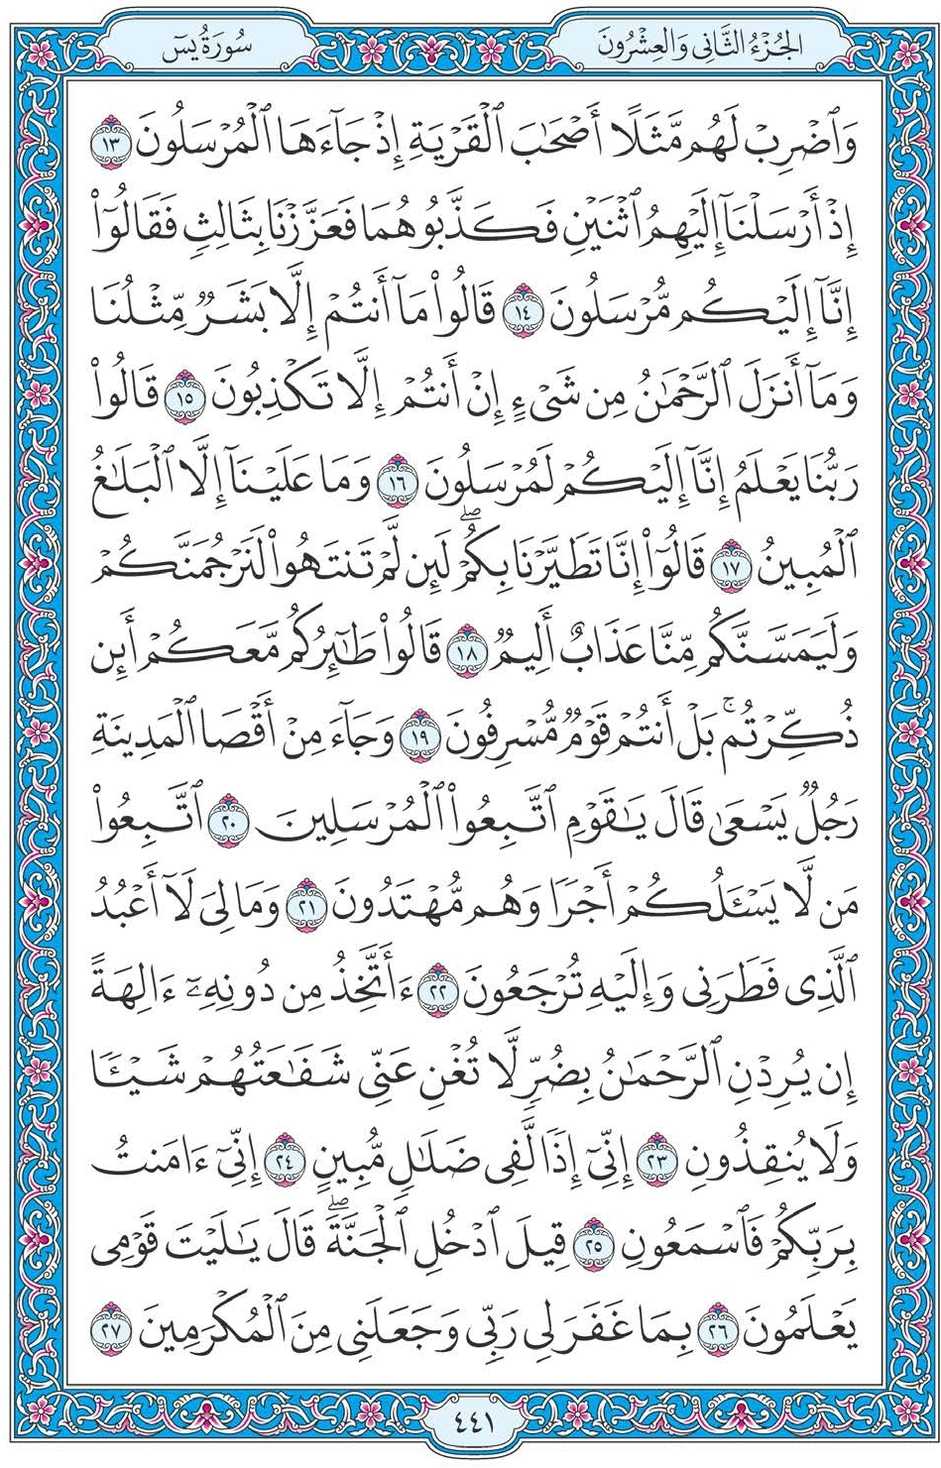 الجُزْءُ الثَّانِي وَالعِشْرُونَ
سُورَةُ يسٓ
وَٱضْرِبْ لَهُم مَّثَلًا أَصْحَٰبَ ٱلْقَرْيَةِ إِذْ جَآءَهَا ٱلْمُرْسَلُونَ ١٣
إِذْ أَرْسَلْنَآ إِلَيْهِمُ ٱثْنَيْنِ فَكَذَّبُوهُمَا فَعَزَّزْنَا بِثَالِثٍ فَقَالُوٓا۟
إِنَّآ إِلَيْكُم مُّرْسَلُونَ ١٤ قَالُوا۟ مَآ أَنتُمْ إِلَّا بَشَرٌ مِّثْلُنَا
وَمَآ أَنزَلَ ٱلرَّحْمَٰنُ مِن شَىْءٍ إِنْ أَنتُمْ إِلَّا تَكْذِبُونَ ١٥ قَالُوا۟
رَبُّنَا يَعْلَمُ إِنَّآ إِلَيْكُمْ لَمُرْسَلُونَ ١٦ وَمَا عَلَيْنَآ إِلَّا ٱلْبَلَٰغُ
ٱلْمُبِينُ ١٧ قَالُوٓا۟ إِنَّا تَطَيَّرْنَا بِكُمْ ۖ لَئِن لَّمْ تَنتَهُوا۟ لَنَرْجُمَنَّكُمْ
وَلَيَمَسَّنَّكُم مِّنَّا عَذَابٌ أَلِيمٌ ١٨ قَالُوا۟ طَٰٓئِرُكُم مَّعَكُمْ ۚ أَئِن
ذُكِّرْتُم ۚ بَلْ أَنتُمْ قَوْمٌ مُّسْرِفُونَ ١٩ وَجَآءَ مِنْ أَقْصَا ٱلْمَدِينَةِ
رَجُلٌ يَسْعَىٰ قَالَ يَٰقَوْمِ ٱتَّبِعُوا۟ ٱلْمُرْسَلِينَ ٢٠ ٱتَّبِعُوا۟
مَن لَّا يَسْـَٔلُكُمْ أَجْرًا وَهُم مُّهْتَدُونَ ٢١ وَمَا لِىَ لَآ أَعْبُدُ
ٱلَّذِى فَطَرَنِى وَإِلَيْهِ تُرْجَعُونَ ٢٢ ءَأَتَّخِذُ مِن دُونِهِۦٓ ءَالِهَةً
إِن يُرِدْنِ ٱلرَّحْمَٰنُ بِضُرٍّ لَّا تُغْنِ عَنِّى شَفَٰعَتُهُمْ شَيْـًٔا
وَلَا يُنقِذُونِ ٢٣ إِنِّىٓ إِذًا لَّفِى ضَلَٰلٍ مُّبِينٍ ٢٤ إِنِّىٓ ءَامَنتُ
بِرَبِّكُمْ فَٱسْمَعُونِ ٢٥ قِيلَ ٱدْخُلِ ٱلْجَنَّةَ ۖ قَالَ يَٰلَيْتَ قَوْمِى
يَعْلَمُونَ ٢٦ بِمَا غَفَرَ لِى رَبِّى وَجَعَلَنِى مِنَ ٱلْمُكْرَمِينَ ٢٧
٤٤١